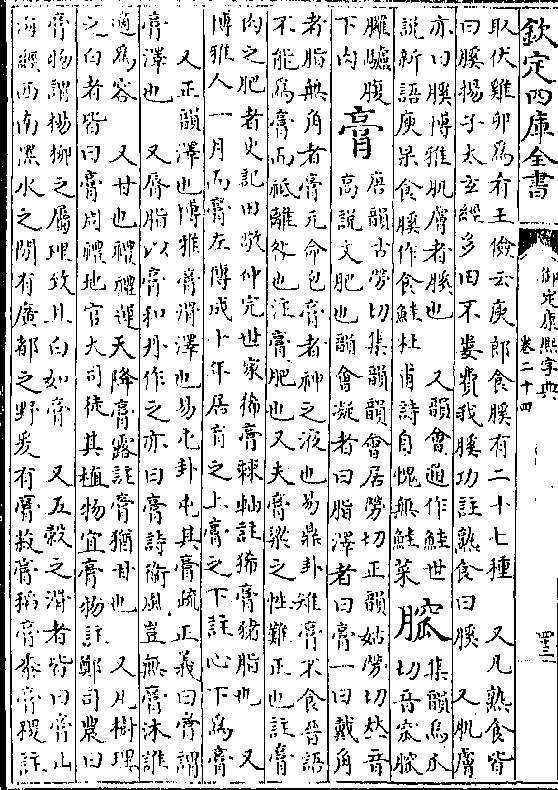 欽定四庫全書
御定康熙字典
卷二十四
取伏雞卵爲肴王儉云庾郎食膎有二十七種　又凡熟食皆
曰膎揚子太玄經多田不婁費我膎功註熟食曰膎　又肌膚
亦曰膎博雅肌膚者膎也　又韻會通作鮭世
説新語庾杲食膎作食鮭杜甫詩自愧無鮭菜
集韻烏瓜
切音窊
驢腹
下肉
膏
唐韻古勞切集韻韻會居勞切正韻姑勞切𠀤音
高説文肥也韻會凝者曰脂澤者曰膏一曰戴角
者脂無角者膏元命包膏者神之液也易鼎卦雉膏不食晉語
不能爲膏而祗離咎也註膏肥也又夫膏粱之性難正也註膏
肉之肥者史記田敬仲完世家狶膏棘軸註狶膏豬脂也　又
博雅人一月而膏左傳成十年居肓之上膏之下註心下爲膏
又正韻澤也博雅膏滑澤也易屯卦屯其膏疏正義曰膏謂
膏澤也　又脣脂以膏和丹作之亦曰膏詩衛風豈無膏沐誰
適爲容　又甘也禮禮運天降膏露註膏猶甘也　又凡樹理
之白者皆曰膏周禮地官大司徒其植物宜膏物註鄭司農曰
膏物謂楊柳之屬理致且白如膏　又五穀之滑者皆曰膏山
海經西南黑水之間有廣都之野爰有膏菽膏稻膏黍膏稷註